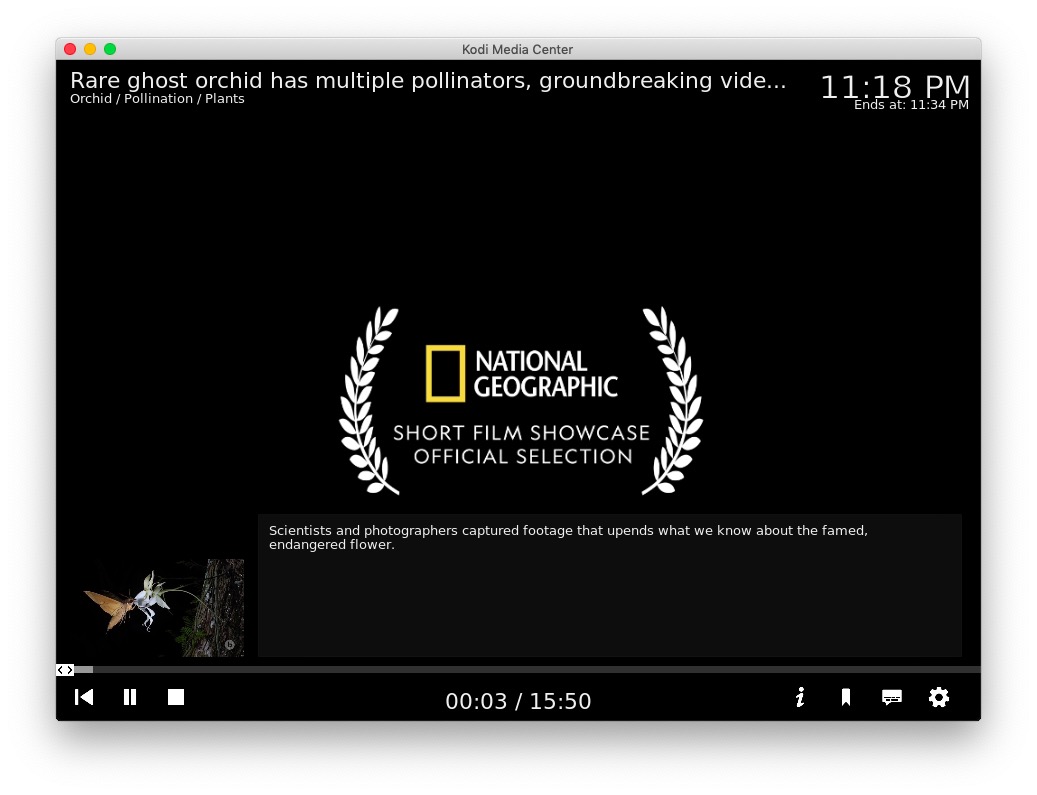 Kodi Media Center
Rare ghost orchid has multiple pollinators, groundbreaking vide...
11:18 PM
Orchid / Pollination / Plants
Ends at: 11:34 PM
NATIONAL
GEOGRAPHIC
SHORT FILM SHOWCASE
OFFICIAL SELECTION
Scientists and photographers captured footage that upends what we know about the famed,
endangered flower.
00:03 / 15:50